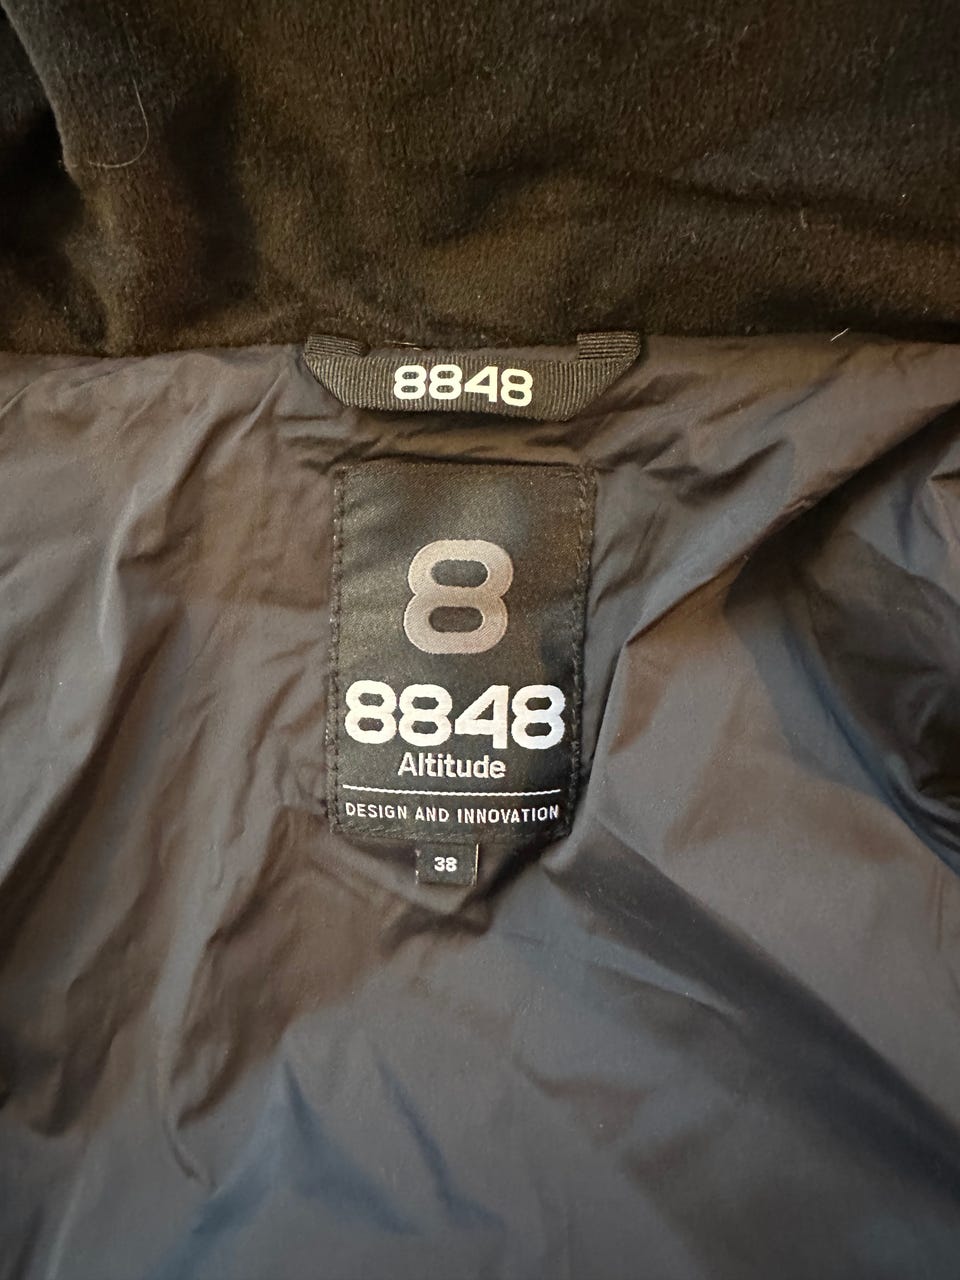 8848
8
8848
Altitude
DESIGN AND INNOVATION
38